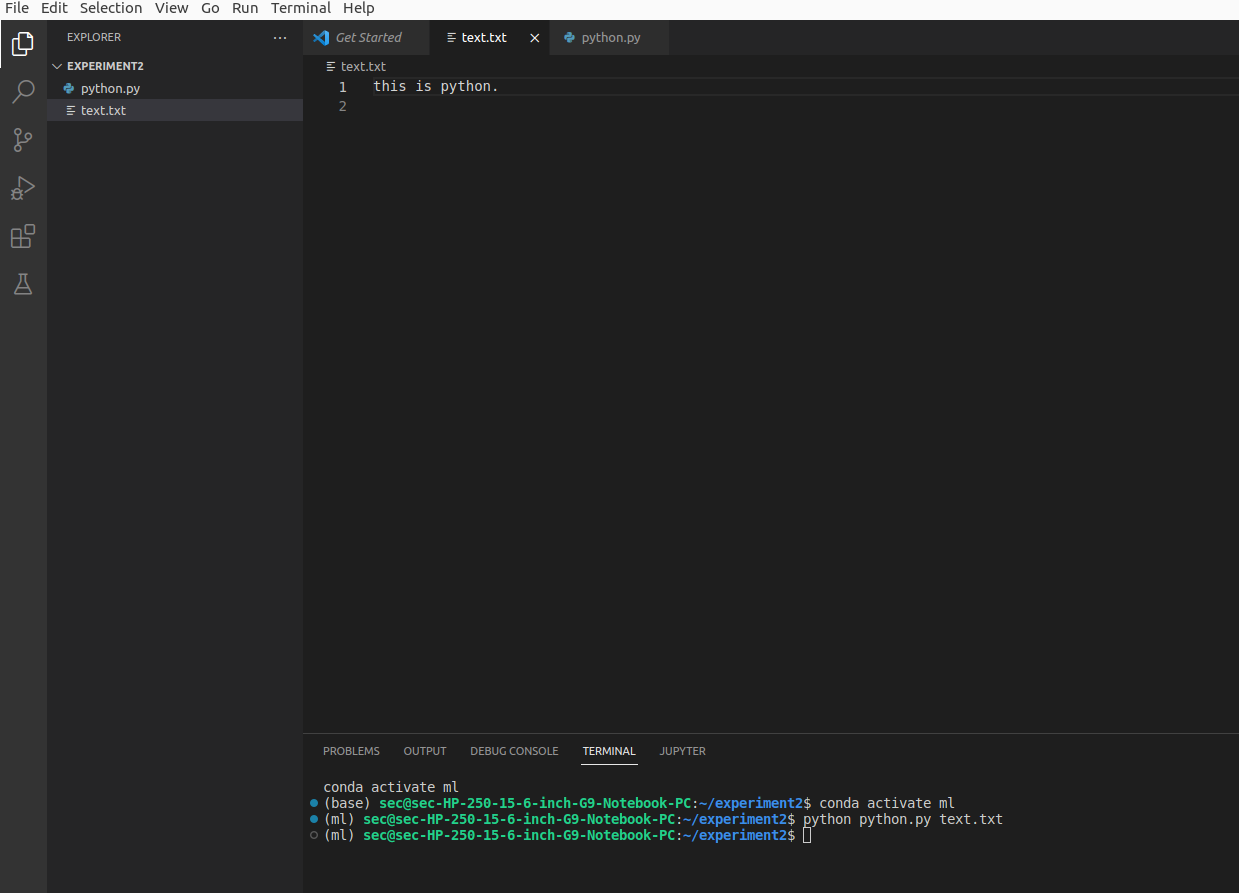 File Edit Selection View Go Run Terminal Help
EXPLORER ...
Get Started text.txt python.py
EXPERIMENT2
python.py
text.txt
text.txt
1 this is python.
2
PROBLEMS OUTPUT DEBUG CONSOLE TERMINAL JUPYTER
conda activate ml
(base) sec@sec-HP-250-15-6-inch-G9-Notebook-PC:~/experiment2$ conda activate ml
(ml) sec@sec-HP-250-15-6-inch-G9-Notebook-PC:~/experiment2$ python python.py text.txt
(ml) sec@sec-HP-250-15-6-inch-G9-Notebook-PC:~/experiment2$